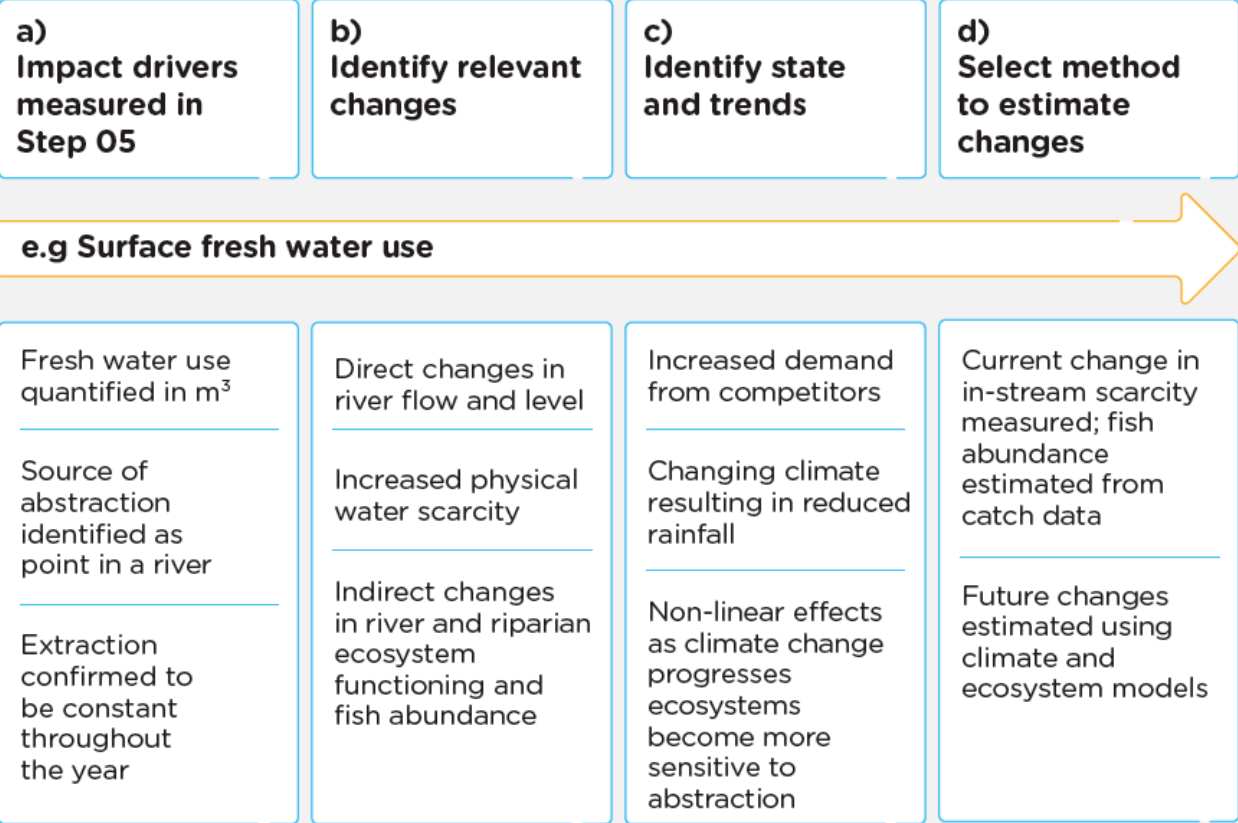 a)
Impact drivers
measured in
Step 05
b)
Identify relevant
changes
c)
Identify state
and trends
d)
Select method
to estimate
changes
e.g Surface fresh water use
Fresh water use
quantified in m³
Source of
abstraction
identified as
point in a river
Extraction
confirmed to
be constant
throughout
the year
Direct changes in
river flow and level
Increased physical
water scarcity
Indirect changes
in river and riparian
ecosystem
functioning and
fish abundance
Increased demand
from competitors
Changing climate
resulting in reduced
rainfall
Non-linear effects
as climate change
progresses
ecosystems
become more
sensitive to
abstraction
Current change in
in-stream scarcity
measured; fish
abundance
estimated from
catch data
Future changes
estimated using
climate and
ecosystem models